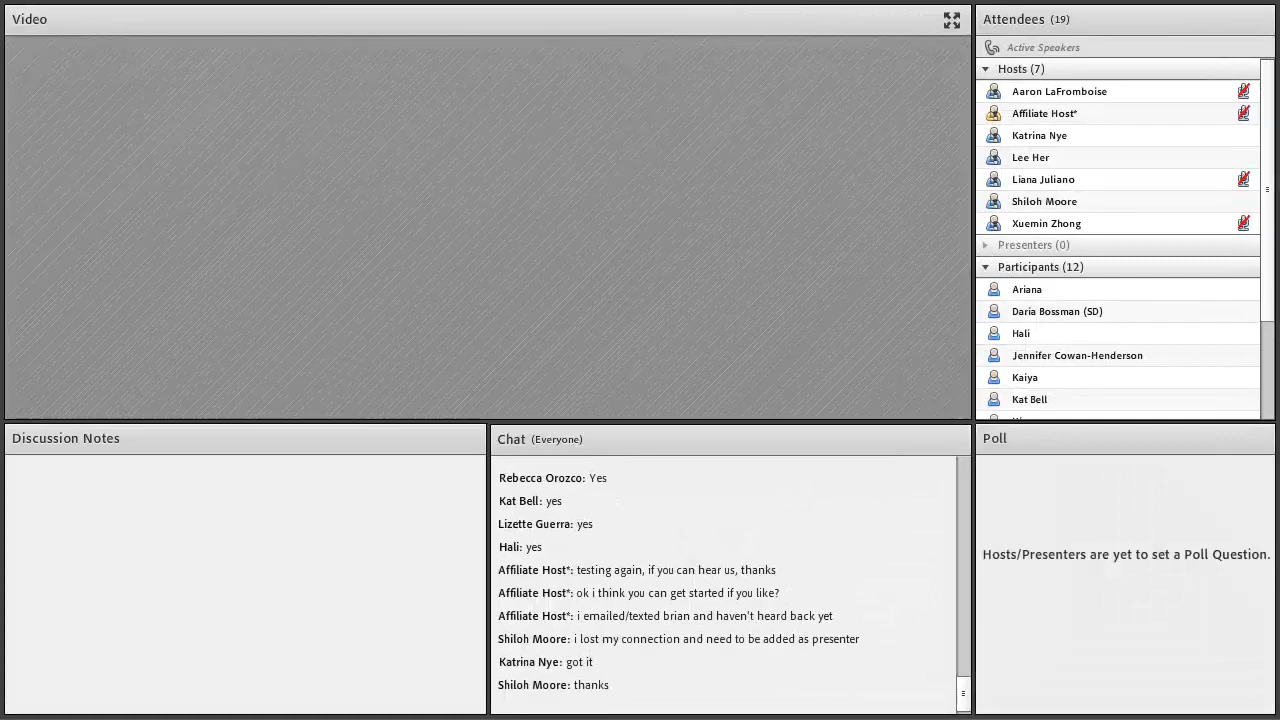 Video
Attendees (19)
Active Speakers
Hosts (7)
Aaron LaFromboise
Affiliate Host*
Katrina Nye
Lee Her
Liana Juliano
Shiloh Moore
Xuemin Zhong
Presenters (0)
Participants (12)
Ariana
Daria Bossman (SD)
Hali
Jennifer Cowan-Henderson
Kaiya
Kat Bell
Discussion Notes
Chat (Everyone)
Rebecca Orozco: Yes
Kat Bell: yes
Lizette Guerra: yes
Hali: yes
Affiliate Host*: testing again, if you can hear us, thanks
Affiliate Host*: ok i think you can get started if you like?
Affiliate Host*: i emailed/texted brian and haven't heard back yet
Shiloh Moore: i lost my connection and need to be added as presenter
Katrina Nye: got it
Shiloh Moore: thanks
Poll
Hosts/Presenters are yet to set a Poll Question.